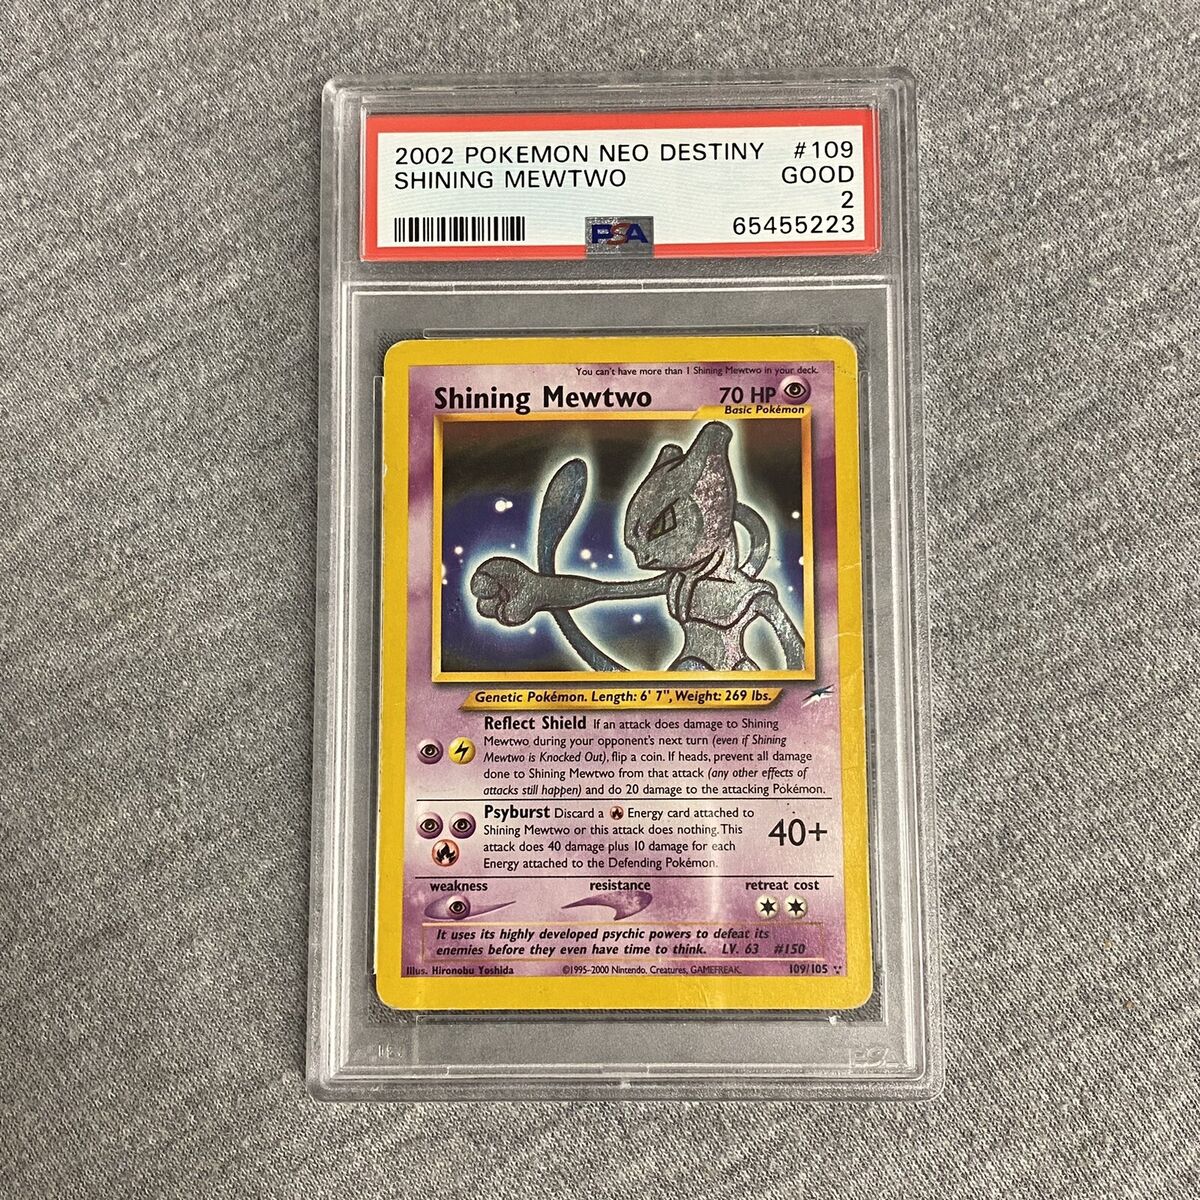 2002 POKEMON NEO DESTINY #109
SHINING MEWTWO GOOD
2
PSA 65455223
You can't have more than 1 Shining Mewtwo in your deck.
Shining Mewtwo 70 HP
Basic Pokémon
Genetic Pokémon. Length: 6' 7", Weight: 269 lbs.
Reflect Shield If an attack does damage to Shining
Mewtwo during your opponent's next turn (even if Shining
Mewtwo is Knocked Out), flip a coin. If heads, prevent all damage
done to Shining Mewtwo from that attack (any other effects of
attacks still happen) and do 20 damage to the attacking Pokémon.
Psyburst Discard a Energy card attached to
Shining Mewtwo or this attack does nothing. This
attack does 40 damage plus 10 damage for each
Energy attached to the Defending Pokémon.
40+
weakness resistance retreat cost
It uses its highly developed psychic powers to defeat its
enemies before they even have time to think. LV. 63 #150
Illus. Hironobu Yoshida ©1995-2000 Nintendo, Creatures, GAMEFREAK. 109/105
PSA